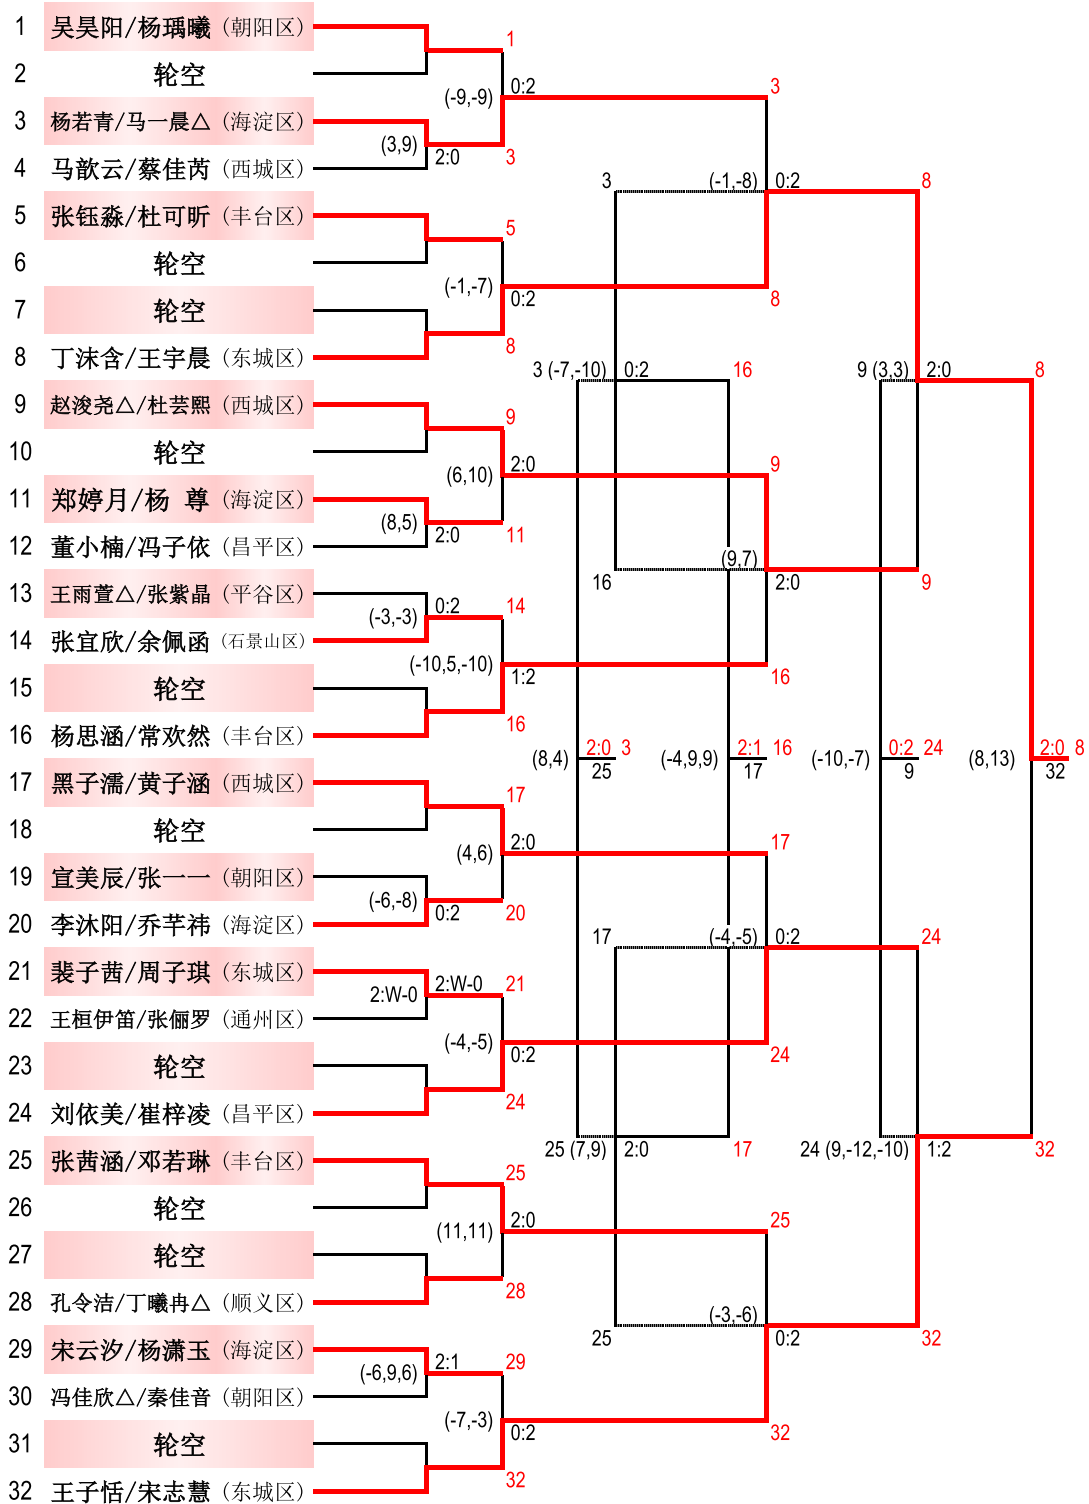 1 吴昊阳/杨瑀曦 (朝阳区)
2 轮空
3 杨若青/马一晨△ (海淀区)
4 马歆云/蔡佳芮 (西城区)
5 张钰淼/杜可昕 (丰台区)
6 轮空
7 轮空
8 丁沫含/王宇晨 (东城区)
9 赵浚尧△/杜芸熙 (西城区)
10 轮空
11 郑婷月/杨 尊 (海淀区)
12 董小楠/冯子依 (昌平区)
13 王雨萱△/张紫晶 (平谷区)
14 张宜欣/余佩函 (石景山区)
15 轮空
16 杨思涵/常欢然 (丰台区)
17 黑子濡/黄子涵 (西城区)
18 轮空
19 宣美辰/张一一 (朝阳区)
20 李沐阳/乔芊祎 (海淀区)
21 裴子茜/周子琪 (东城区)
22 王桓伊笛/张俪罗 (通州区)
23 轮空
24 刘依美/崔梓凌 (昌平区)
25 张茜涵/邓若琳 (丰台区)
26 轮空
27 轮空
28 孔令洁/丁曦冉△ (顺义区)
29 宋云汐/杨潇玉 (海淀区)
30 冯佳欣△/秦佳音 (朝阳区)
31 轮空
32 王子恬/宋志慧 (东城区)
(3,9)
2:0
(8,5)
2:0
(-3,-3)
0:2
(-6,-8)
0:2
2:W-0
2:W-0
(-6,9,6)
2:1
1
(-9,-9)
0:2
3
5
(-1,-7)
0:2
8
9
(6,10)
2:0
11
14
(-10,5,-10)
1:2
16
17
(4,6)
2:0
20
21
(-4,-5)
0:2
24
25
(11,11)
2:0
28
29
(-7,-3)
0:2
32
3
3
(-1,-8)
0:2
8
9
16
(9,7)
2:0
16
17
17
(-4,-5)
0:2
24
25
25
(-3,-6)
0:2
32
3 (-7,-10)
0:2
16
25 (7,9)
2:0
17
(8,4)
2:0 3
25
(-4,9,9)
2:1 16
17
8
9 (3,3)
2:0
9
24
24 (9,-12,-10)
1:2
32
(-10,-7)
0:2 24
9
8
(8,13)
2:0 8
32
32